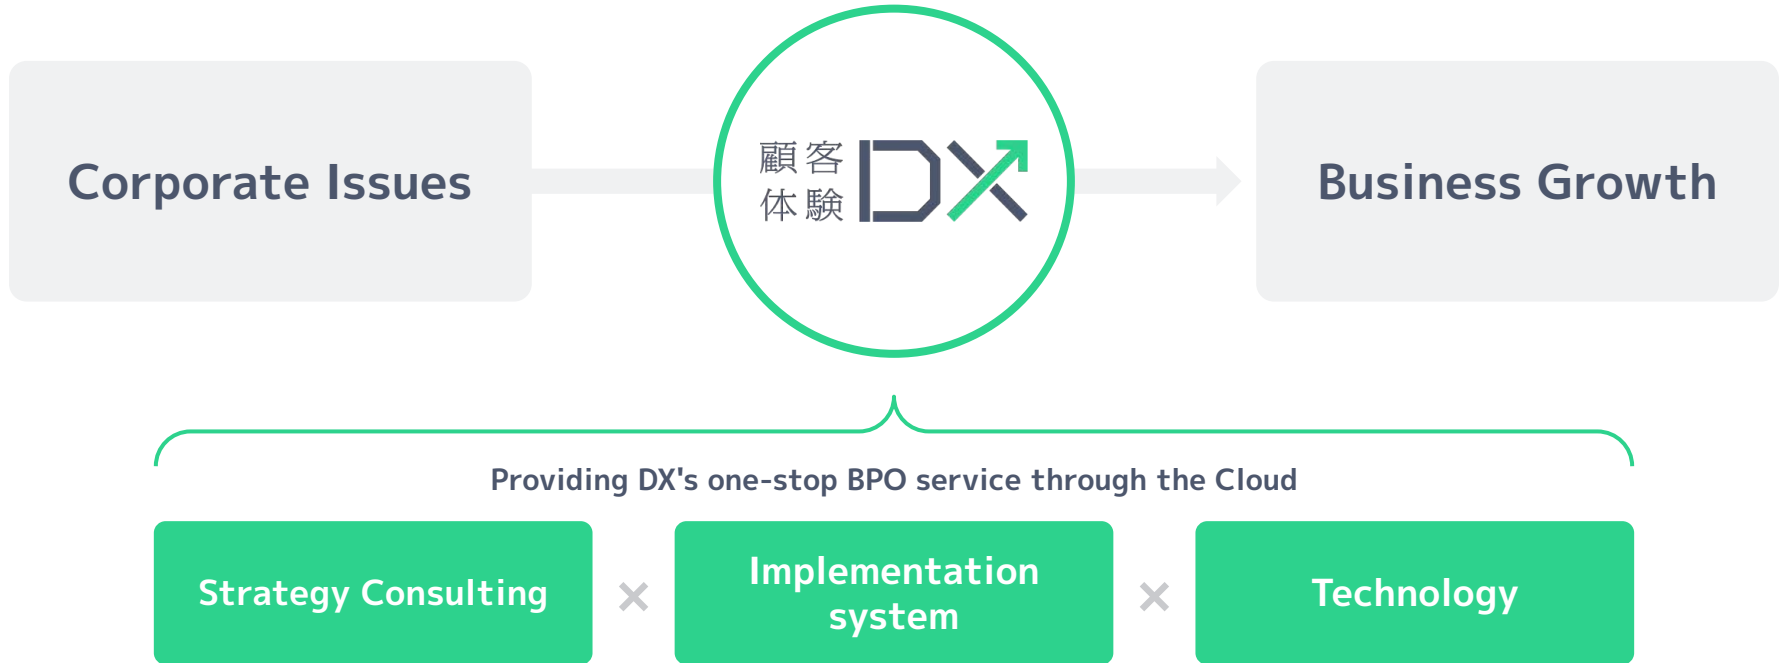 Corporate Issues
顧客
体験
DX
Business Growth
Providing DX's one-stop BPO service through the Cloud
Strategy Consulting
×
Implementation
system
×
Technology